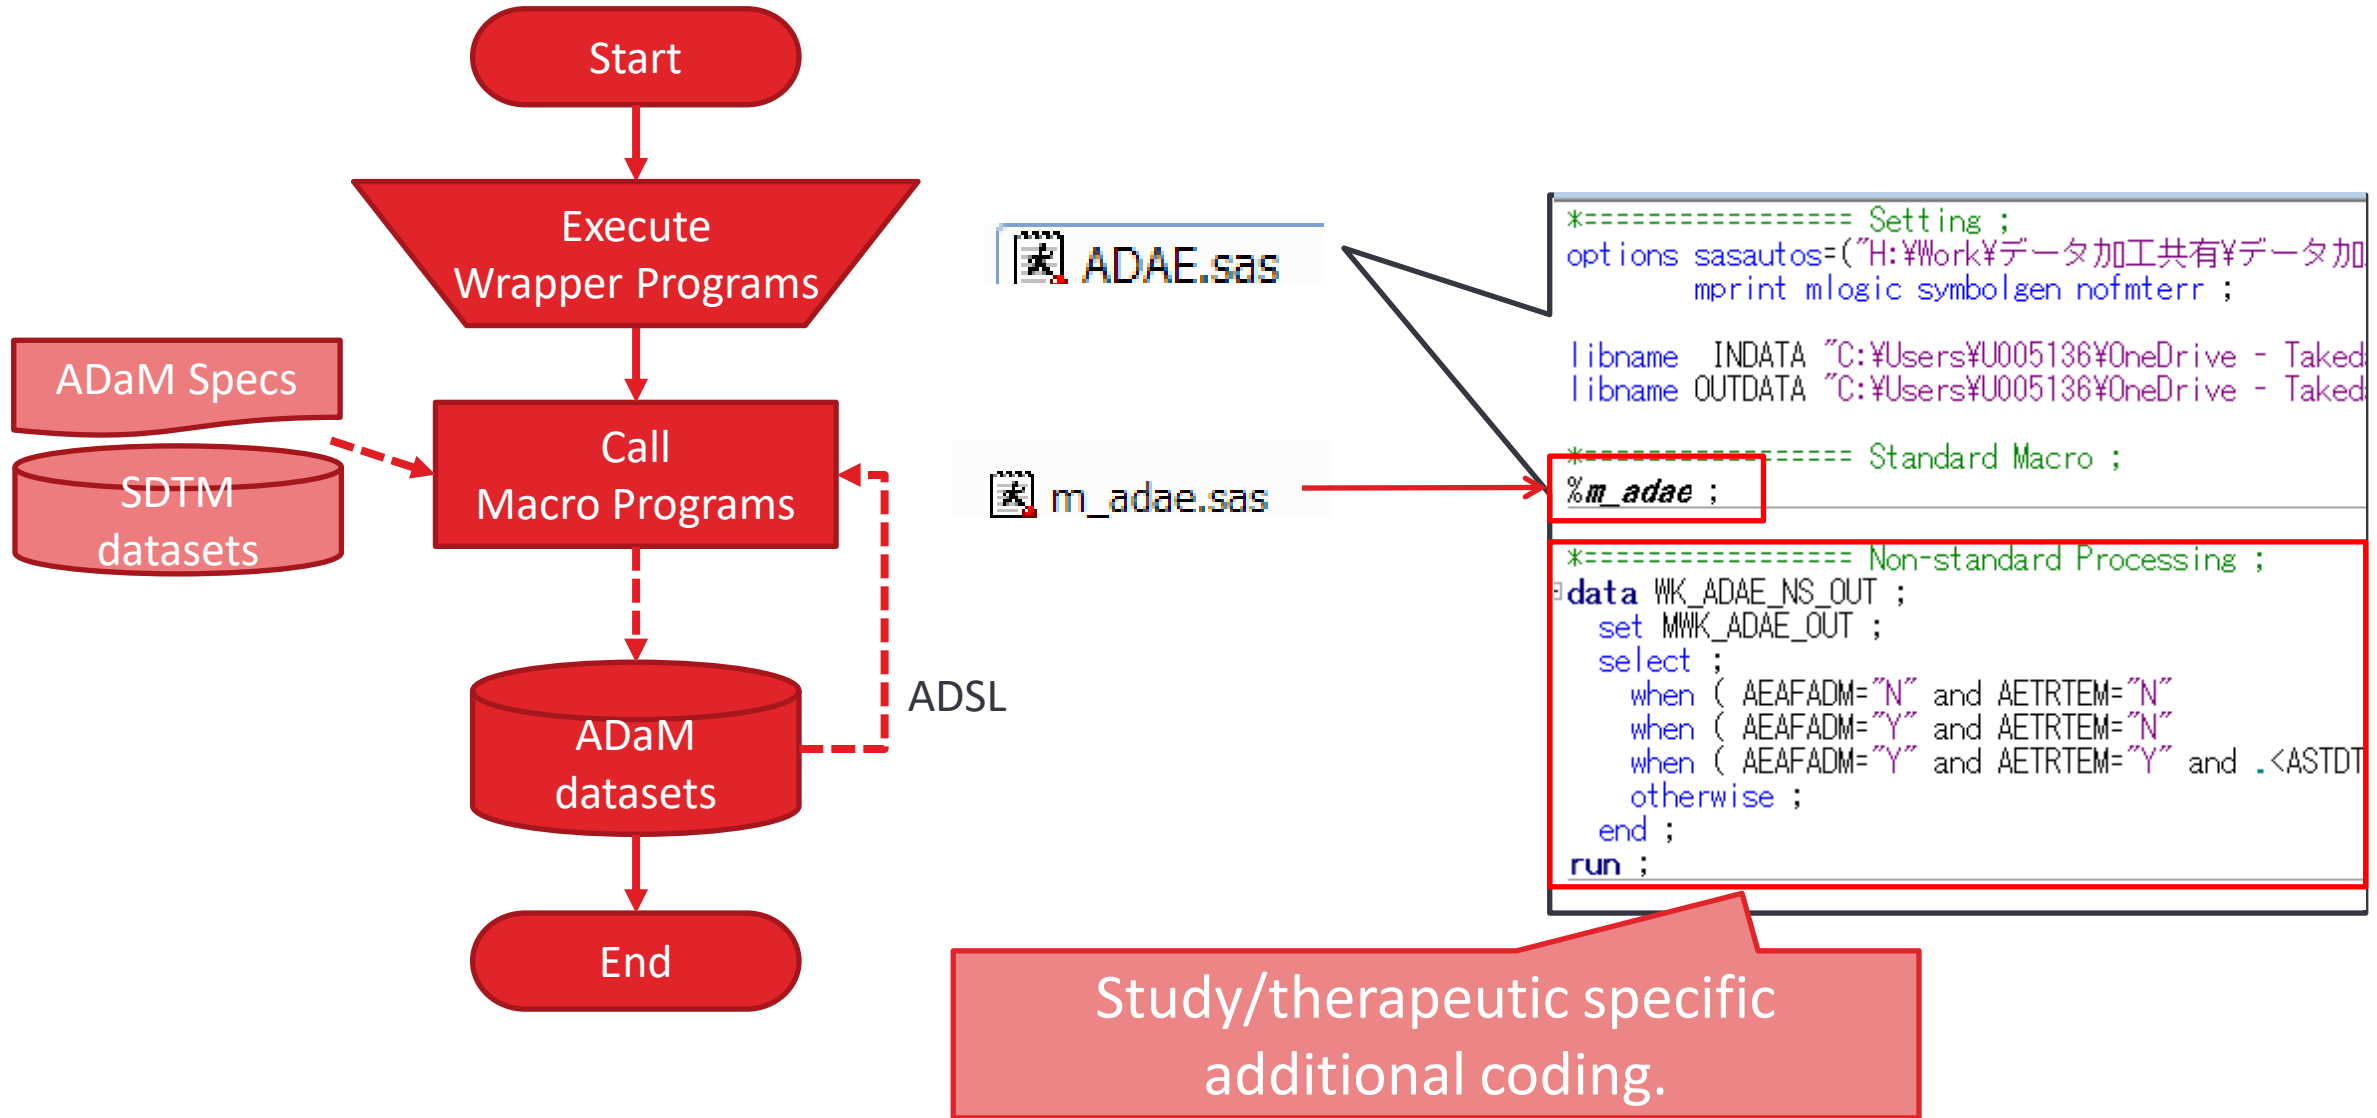 Start
Execute
Wrapper Programs
ADaM Specs
SDTM
datasets
Call
Macro Programs
ADSL
ADaM
datasets
End
ADAE.sas
m_adae.sas
*================= Setting ;
options sasautos=("H:¥Work¥データ加工共有¥データ加
mprint mlogic symbolgen nofmterr ;
libname INDATA "C:¥Users¥U005136¥OneDrive - Taked
libname OUTDATA "C:¥Users¥U005136¥OneDrive - Taked
*================= Standard Macro ;
%m_adae ;
*================= Non-standard Processing ;
data WK_ADAE_NS_OUT ;
set MWK_ADAE_OUT ;
select ;
when ( AEAFADM="N" and AETRTEM="N"
when ( AEAFADM="Y" and AETRTEM="N"
when ( AEAFADM="Y" and AETRTEM="Y" and .<ASTDT
otherwise ;
end ;
run ;
Study/therapeutic specific
additional coding.